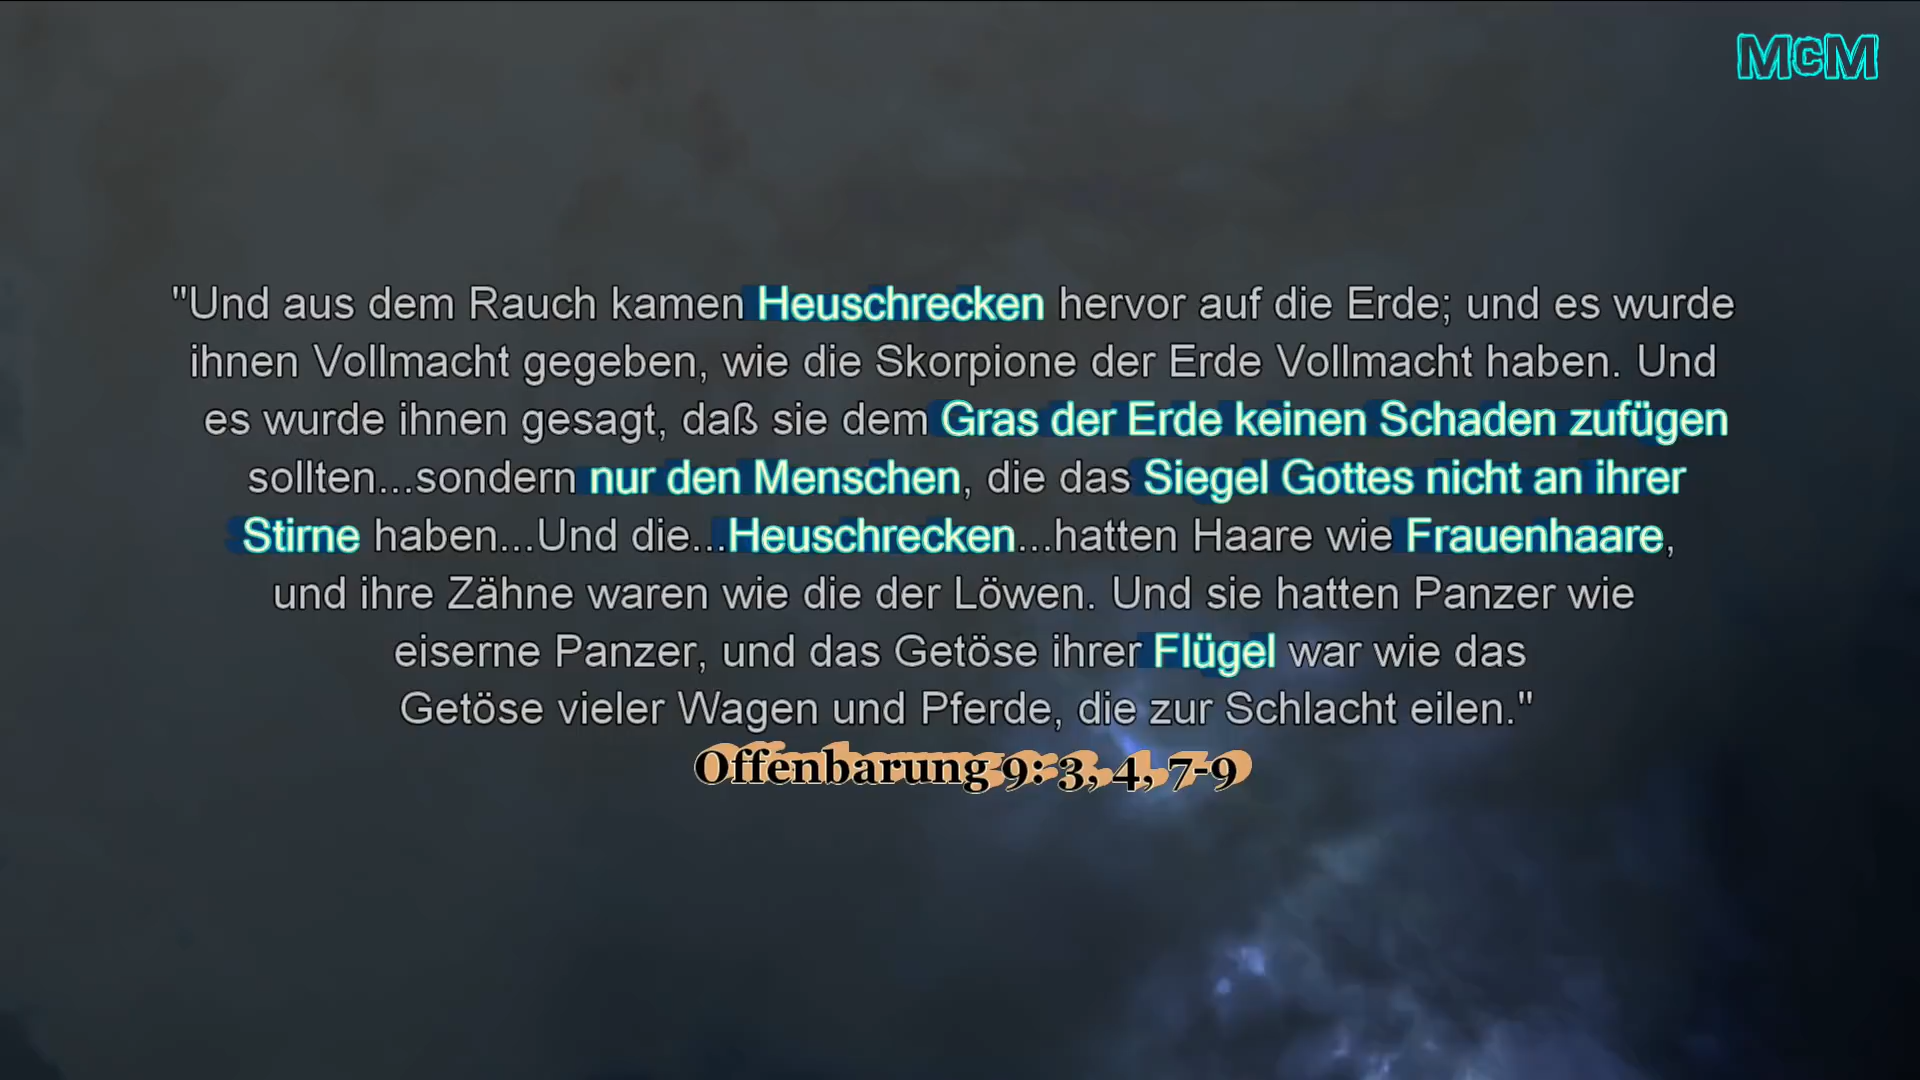 McM
"Und aus dem Rauch kamen Heuschrecken hervor auf die Erde; und es wurde
ihnen Vollmacht gegeben, wie die Skorpione der Erde Vollmacht haben. Und
es wurde ihnen gesagt, daß sie dem Gras der Erde keinen Schaden zufügen
sollten...sondern nur den Menschen, die das Siegel Gottes nicht an ihrer
Stirne haben...Und die...Heuschrecken...hatten Haare wie Frauenhaare,
und ihre Zähne waren wie die der Löwen. Und sie hatten Panzer wie
eiserne Panzer, und das Getöse ihrer Flügel war wie das
Getöse vieler Wagen und Pferde, die zur Schlacht eilen."
Offenbarung 9: 3, 4, 7-9